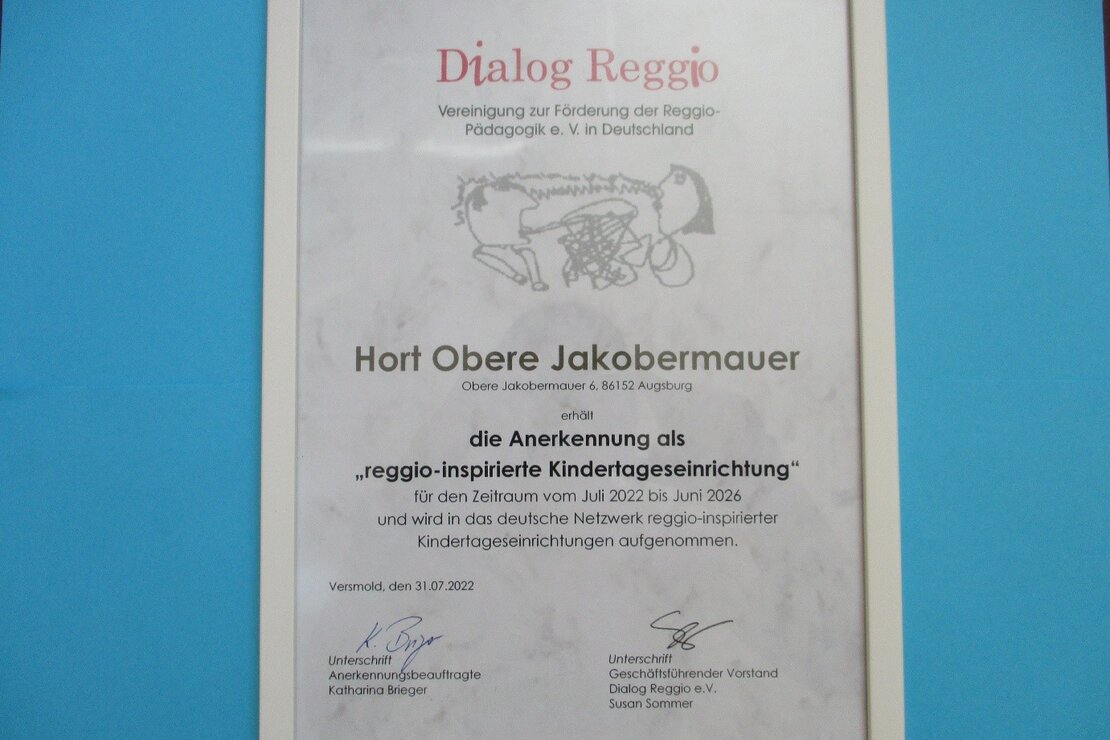 Dialog Reggio
Vereinigung zur Förderung der Reggio-
Pädagogik e. V. in Deutschland
Hort Obere Jakobermauer
Obere Jakobermauer 6, 86152 Augsburg
erhält
die Anerkennung als
„reggio-inspirierte Kindertageseinrichtung“
für den Zeitraum vom Juli 2022 bis Juni 2026
und wird in das deutsche Netzwerk reggio-inspirierter
Kindertageseinrichtungen aufgenommen.
Versmold, den 31.07.2022
Unterschrift
Anerkennungsbeauftragte
Katharina Brieger
Unterschrift
Geschäftsführender Vorstand
Dialog Reggio e.V.
Susan Sommer